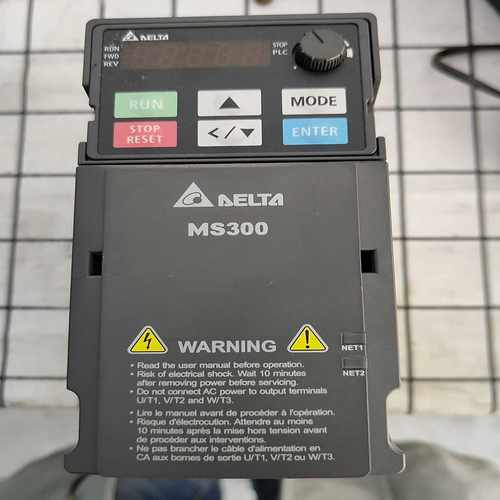 DELTA
RUN
FWD
REV
STOP
PLC
RUN
▲
MODE
STOP
RESET
</▼
ENTER
DELTA
MS300
WARNING
NET1
NET2
• Read the user manual before operation.
• Risk of electrical shock. Wait 10 minutes
after removing power before servicing.
• Do not connect AC power to output terminals
U/T1, V/T2 and W/T3.
• Lire le manuel avant de procéder à l'opération.
• Risque d'électrocution. Attendre au moins
10 minutes après la mise hors tension avant
de procéder aux interventions.
• Ne pas brancher le câble d'alimentation en
CA aux bornes de sortie U/T1, V/T2 ou W/T3.